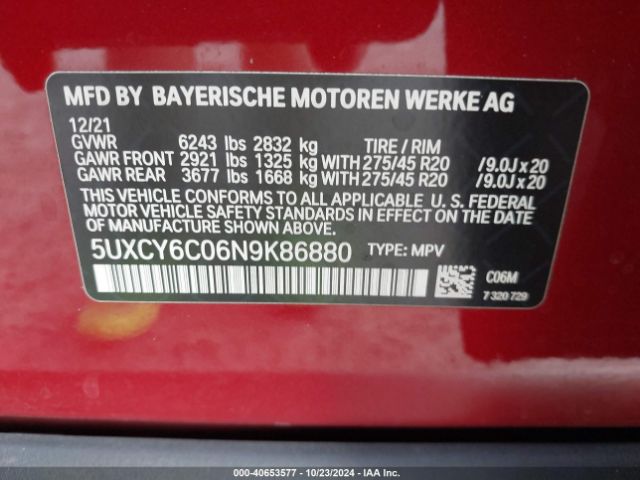 MFD BY BAYERISCHE MOTOREN WERKE AG
12/21
GVWR 6243 lbs 2832 kg TIRE / RIM
GAWR FRONT 2921 lbs 1325 kg WITH 275/45 R20 /9.0J x 20
GAWR REAR 3677 lbs 1668 kg WITH 275/45 R20 /9.0J x 20
THIS VEHICLE CONFORMS TO ALL APPLICABLE U. S. FEDERAL
MOTOR VEHICLE SAFETY STANDARDS IN EFFECT ON THE DATE
OF MANUFACTURE SHOWN ABOVE.
5UXCY6C06N9K86880 TYPE: MPV
C06M
7 320 729
000-40653577 - 10/23/2024 - IAA Inc.